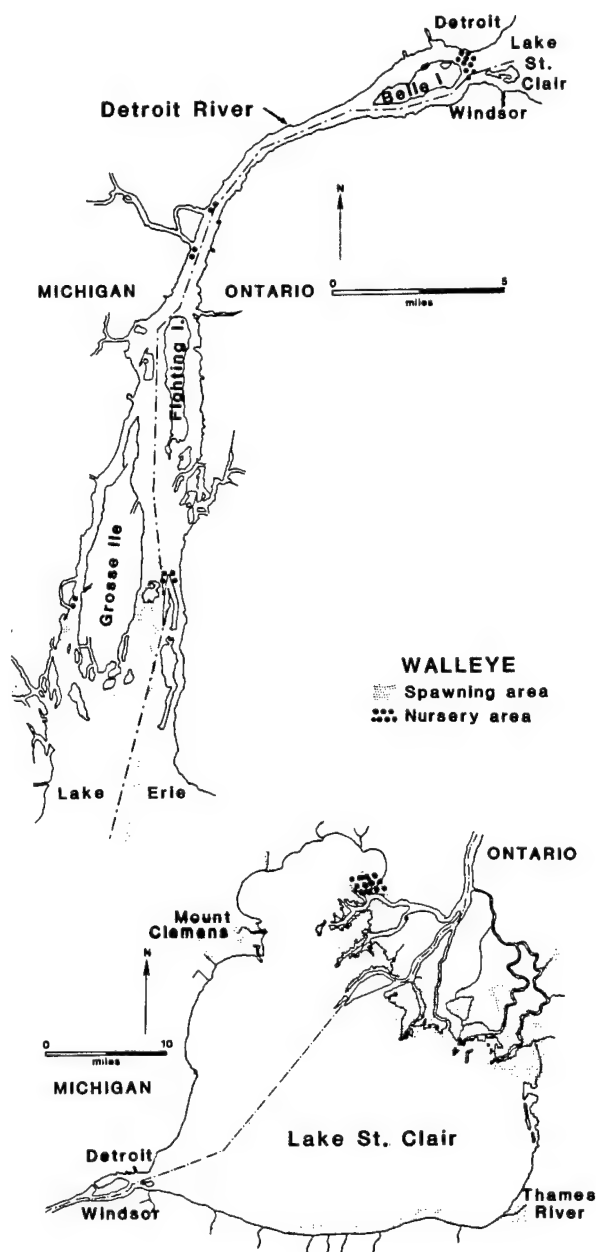 Detroit
Lake
St.
Clair
Belle I.
Windsor
Detroit River
N
MICHIGAN
ONTARIO
0 5
miles
Fighting I.
Grosse Ile
WALLEYE
Spawning area
Nursery area
Lake Erie
ONTARIO
Mount
Clemens
N
0 10
miles
MICHIGAN
Lake St. Clair
Detroit
Windsor
Thames
River